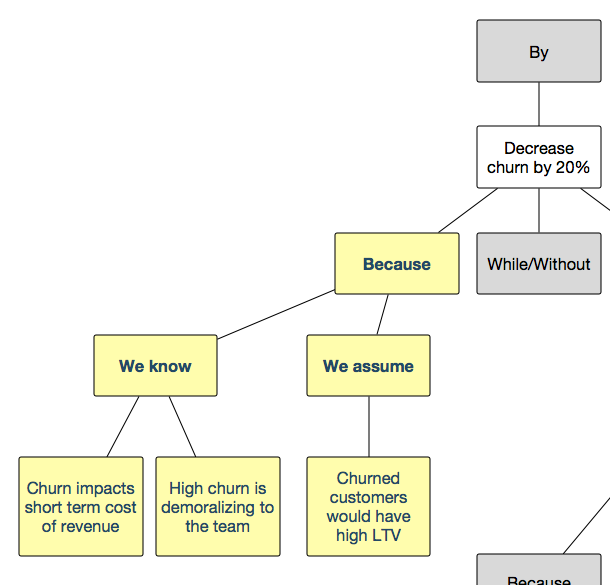 By
Decrease
churn by 20%
Because
While/Without
We know
We assume
Churn impacts
short term cost
of revenue
High churn is
demoralizing to
the team
Churned
customers
would have
high LTV
Because